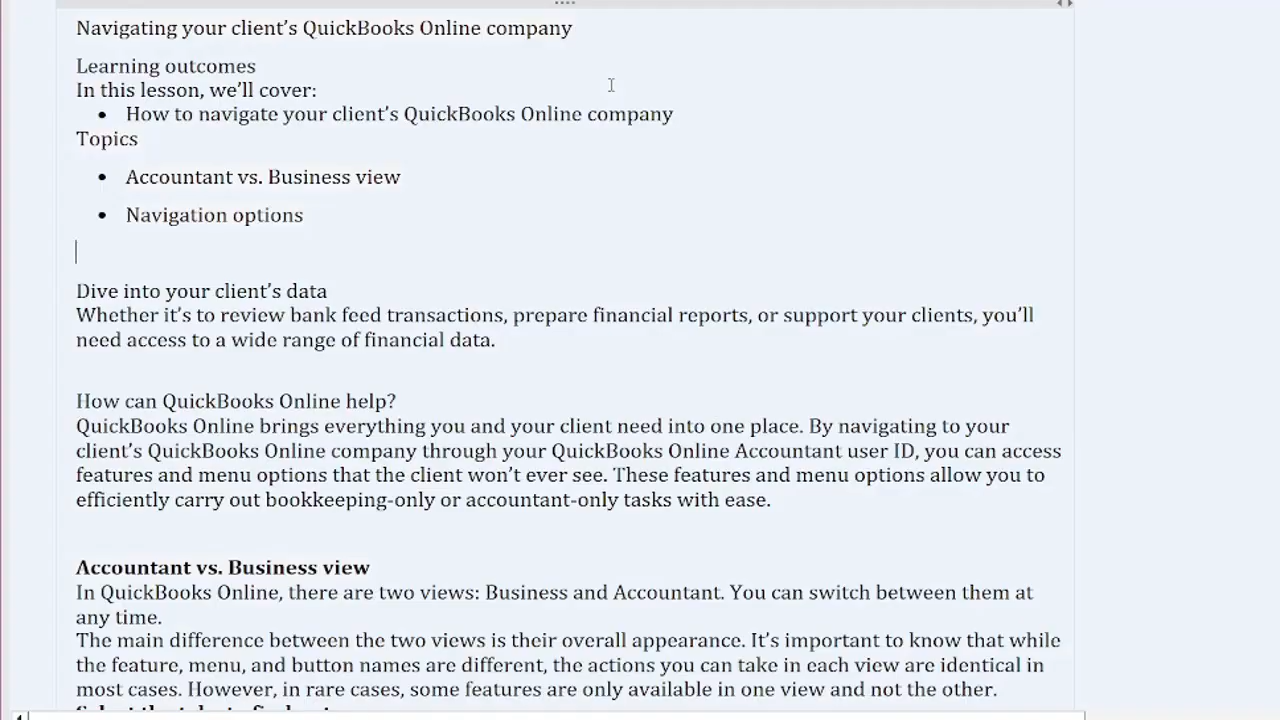 Navigating your client’s QuickBooks Online company
Learning outcomes
In this lesson, we’ll cover:
• How to navigate your client’s QuickBooks Online company
Topics
• Accountant vs. Business view
• Navigation options
Dive into your client’s data
Whether it’s to review bank feed transactions, prepare financial reports, or support your clients, you’ll
need access to a wide range of financial data.
How can QuickBooks Online help?
QuickBooks Online brings everything you and your client need into one place. By navigating to your
client’s QuickBooks Online company through your QuickBooks Online Accountant user ID, you can access
features and menu options that the client won’t ever see. These features and menu options allow you to
efficiently carry out bookkeeping-only or accountant-only tasks with ease.
Accountant vs. Business view
In QuickBooks Online, there are two views: Business and Accountant. You can switch between them at
any time.
The main difference between the two views is their overall appearance. It’s important to know that while
the feature, menu, and button names are different, the actions you can take in each view are identical in
most cases. However, in rare cases, some features are only available in one view and not the other.